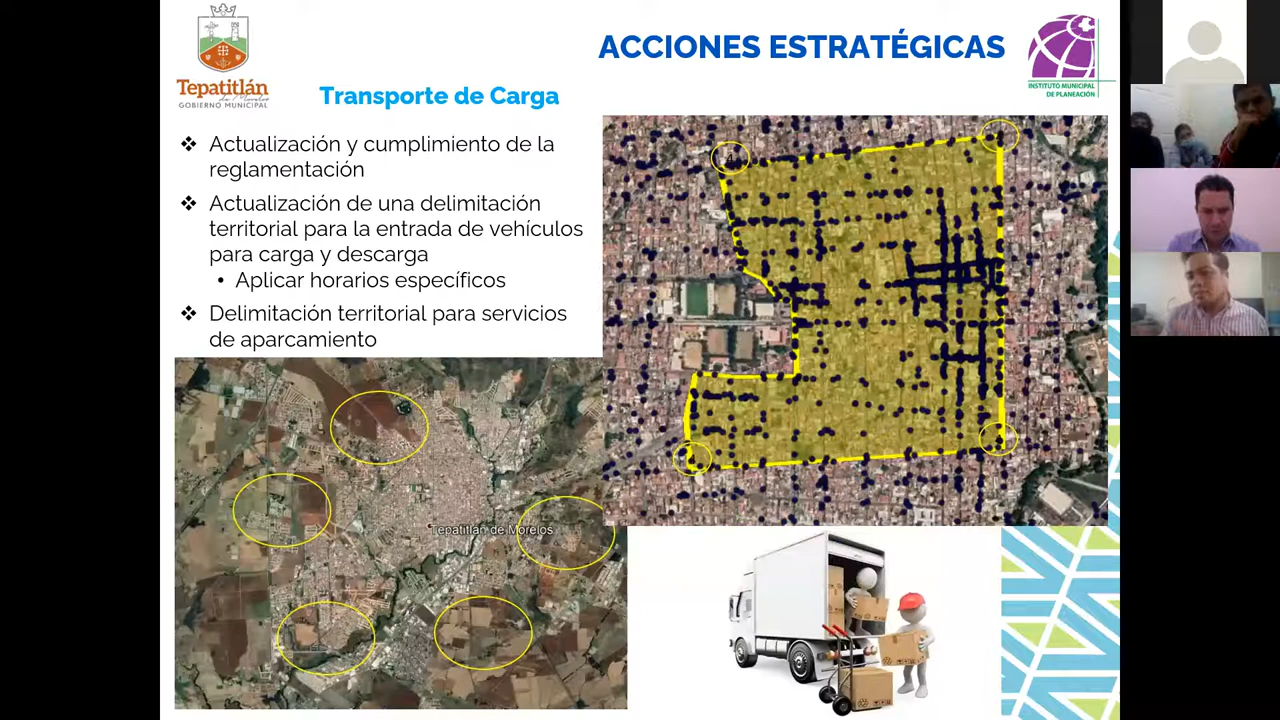 ACCIONES ESTRATÉGICAS
Tepatitlán
de Morelos
GOBIERNO MUNICIPAL
INSTITUTO MUNICIPAL
DE PLANEACIÓN
Transporte de Carga
❖ Actualización y cumplimiento de la
reglamentación
❖ Actualización de una delimitación
territorial para la entrada de vehículos
para carga y descarga
• Aplicar horarios específicos
❖ Delimitación territorial para servicios
de aparcamiento
Tepatitlán de Morelos